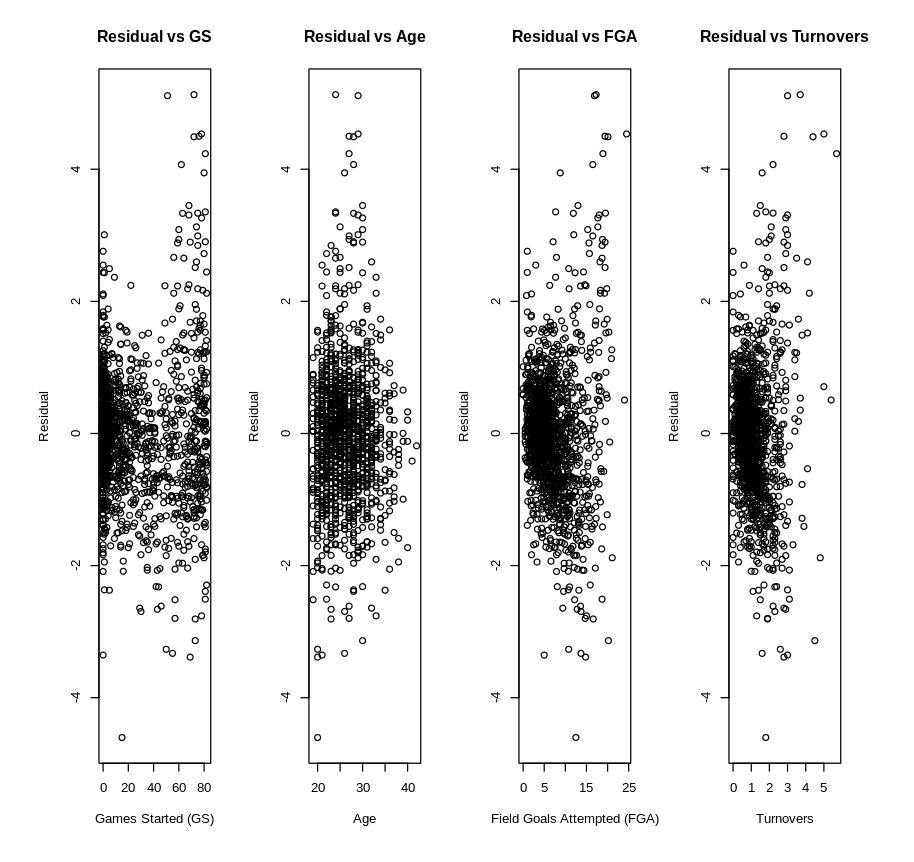 Residual vs GS
Residual
4
2
0
-2
-4
0 20 40 60 80
Games Started (GS)
Residual vs Age
Residual
4
2
0
-2
-4
20 30 40
Age
Residual vs FGA
Residual
4
2
0
-2
-4
0 5 15 25
Field Goals Attempted (FGA)
Residual vs Turnovers
Residual
4
2
0
-2
-4
0 1 2 3 4 5
Turnovers